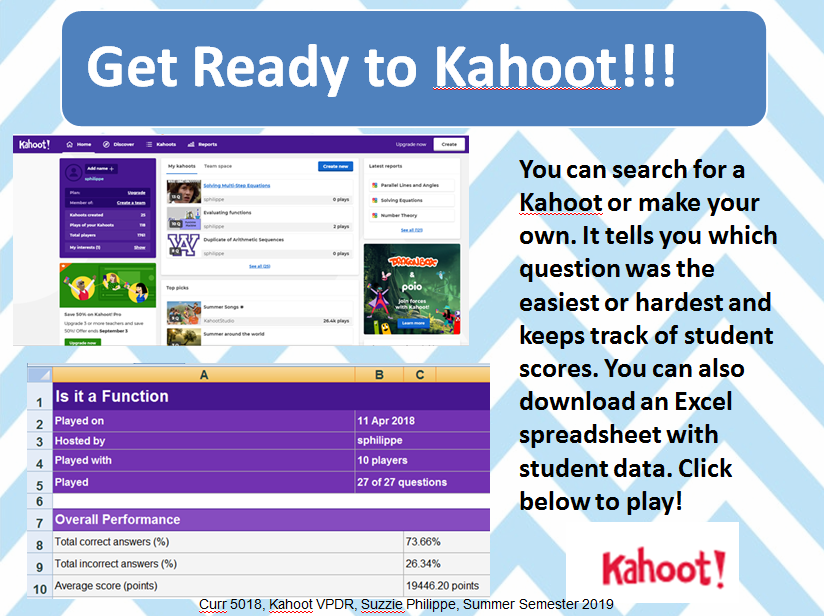 Get Ready to Kahoot!!!
Kahoot!
Home
Discover
Kahoots
Reports
Upgrade now
Create
Add name +
sphilippe
Plan:
Upgrade
Member of:
Create a team
Kahoots created
Plays of your Kahoots
Total players
My interests (1)
Show
Save 50% on Kahoot! Pro
Upgrade 3 or more teachers and save
50%! Offer ends September 3
Upgrade now
My kahoots
Team space
Create new
Solving Multi-Step Equations
sphilippe
0 plays
Evaluating functions
sphilippe
2 plays
Duplicate of Arithmetic Sequences
sphilippe
0 plays
Top picks
Summer Songs
KahootStudio
26.4k plays
Summer around the world
Latest reports
Parallel Lines and Angles
Solving Equations
Number Theory
DRAGONBOX
&
poio
join forces
with Kahoot!
Learn more
You can search for a
Kahoot or make your
own. It tells you which
question was the
easiest or hardest and
keeps track of student
scores. You can also
download an Excel
spreadsheet with
student data. Click
below to play!
A B C
1 Is it a Function
2 Played on 11 Apr 2018
3 Hosted by sphilippe
4 Played with 10 players
5 Played 27 of 27 questions
6
7 Overall Performance
8 Total correct answers (%) 73.66%
9 Total incorrect answers (%) 26.34%
10 Average score (points) 19446.20 points
Kahoot!
Curr 5018, Kahoot VPDR, Suzzie Philippe, Summer Semester 2019